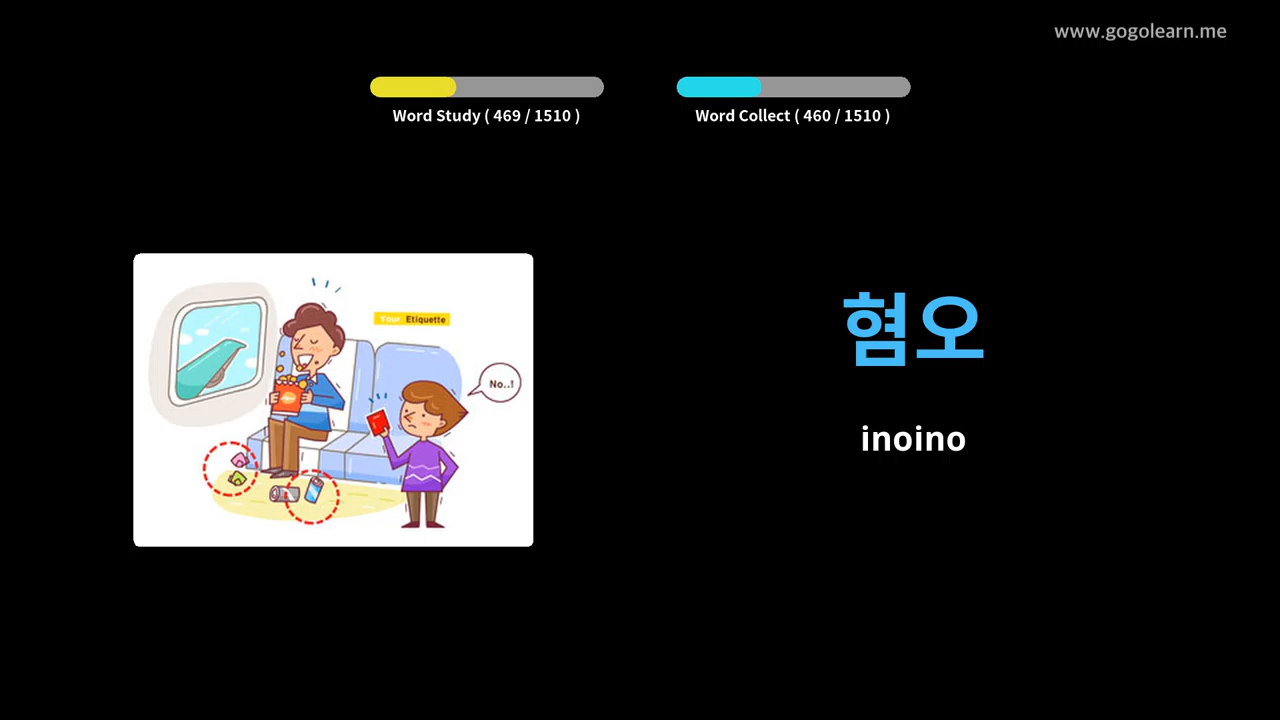 www.gogolearn.me
Word Study ( 469 / 1510 )
Word Collect ( 460 / 1510 )
Your Etiquette
No..!
혐오
inoino